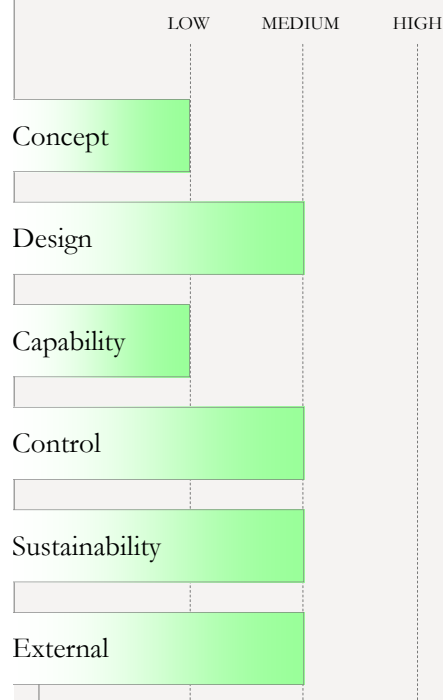 LOW MEDIUM HIGH
Concept
Design
Capability
Control
Sustainability
External